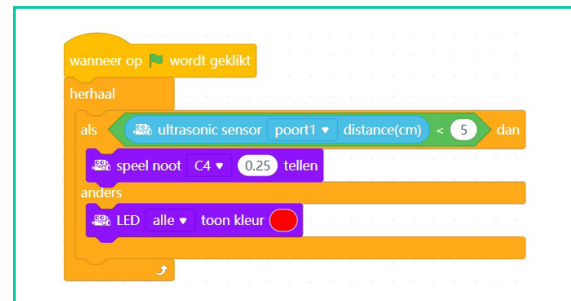 wanneer op wordt geklikt
herhaal
als ultrasonic sensor poort1 distance(cm) < 5 dan
speel noot C4 0.25 tellen
anders
LED alle toon kleur